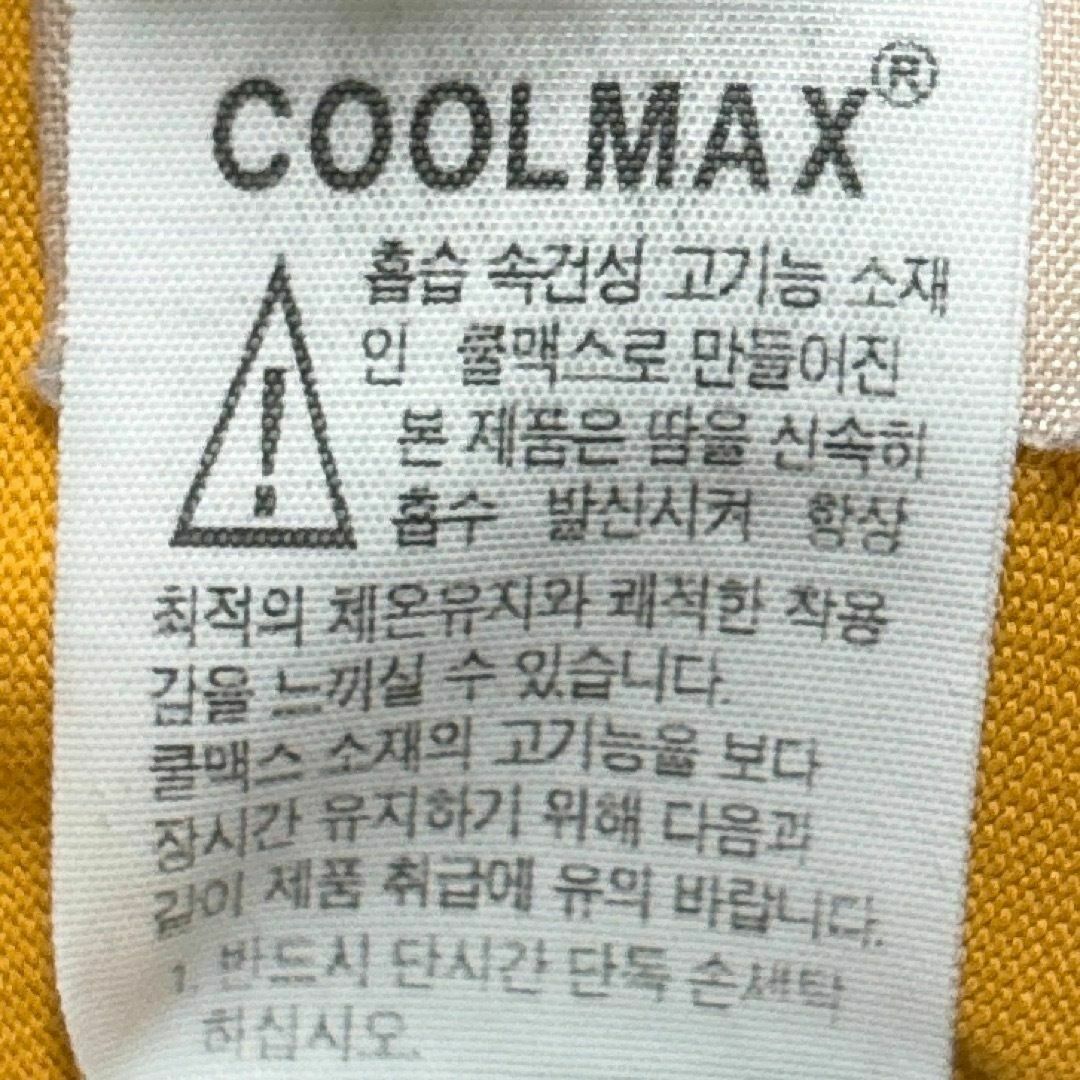 COOLMAX®
흡습 속건성 고기능 소재
인 쿨맥스로 만들어진
본 제품은 땀을 신속히
흡수 발산시켜 항상
최적의 체온유지와 쾌적한 착용
감을 느끼실 수 있습니다.
쿨맥스 소재의 고기능을 보다
장시간 유지하기 위해 다음과
같이 제품 취급에 유의 바랍니다.
1. 반드시 단시간 단독 손세탁
하십시오.